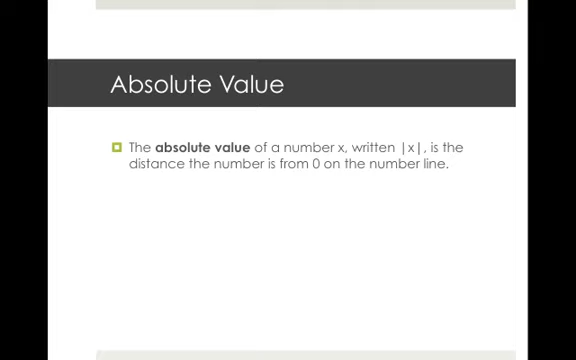 Absolute Value
The absolute value of a number x, written |x|, is the
distance the number is from 0 on the number line.